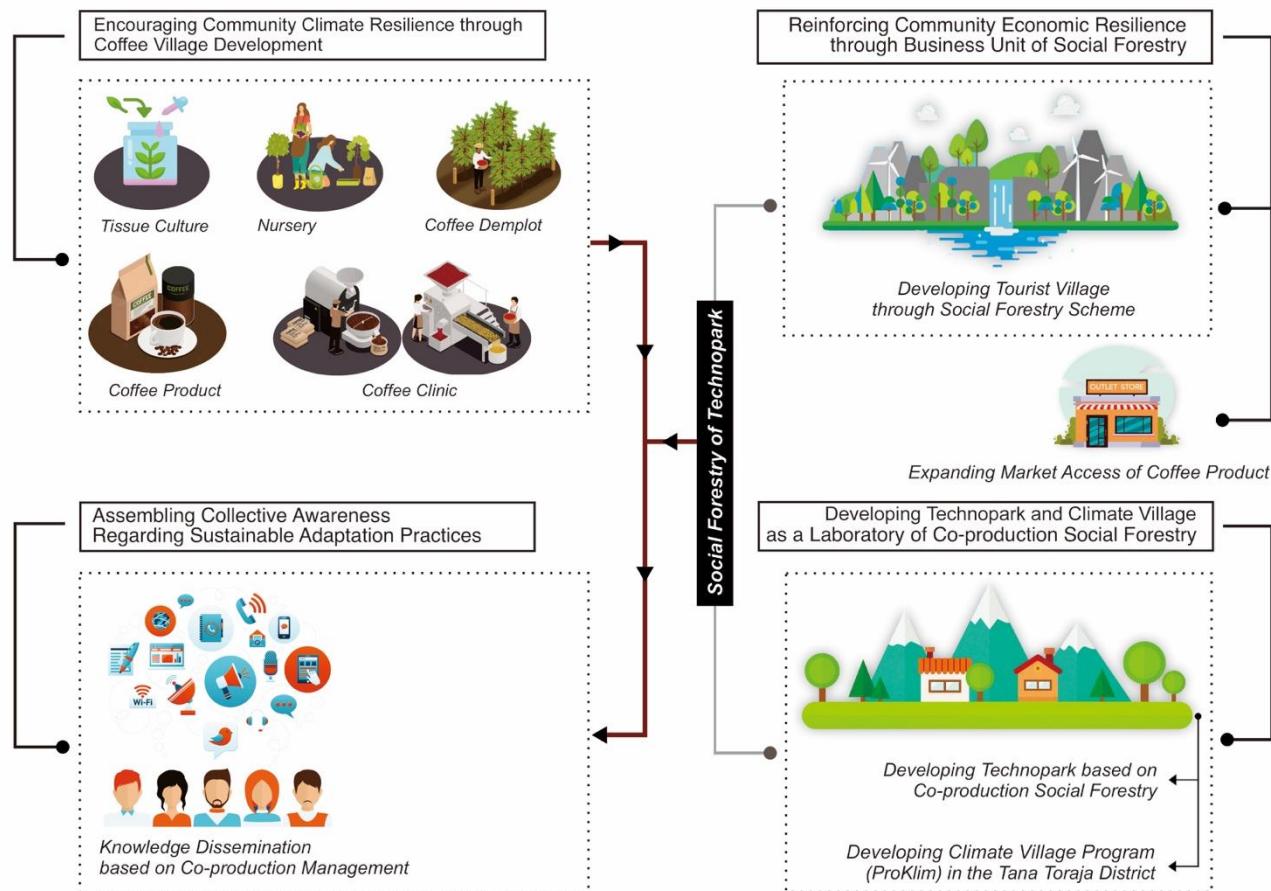 Encouraging Community Climate Resilience through
Coffee Village Development
Tissue Culture
Nursery
Coffee Demplot
COFFEE
COFFEE
Coffee Product
Coffee Clinic
Reinforcing Community Economic Resilience
through Business Unit of Social Forestry
Developing Tourist Village
through Social Forestry Scheme
OUTLET STORE
Expanding Market Access of Coffee Product
Social Forestry of Technopark
Assembling Collective Awareness
Regarding Sustainable Adaptation Practices
Wi-Fi
Knowledge Dissemination
based on Co-production Management
Developing Technopark and Climate Village
as a Laboratory of Co-production Social Forestry
Developing Technopark based on
Co-production Social Forestry
Developing Climate Village Program
(ProKlim) in the Tana Toraja District